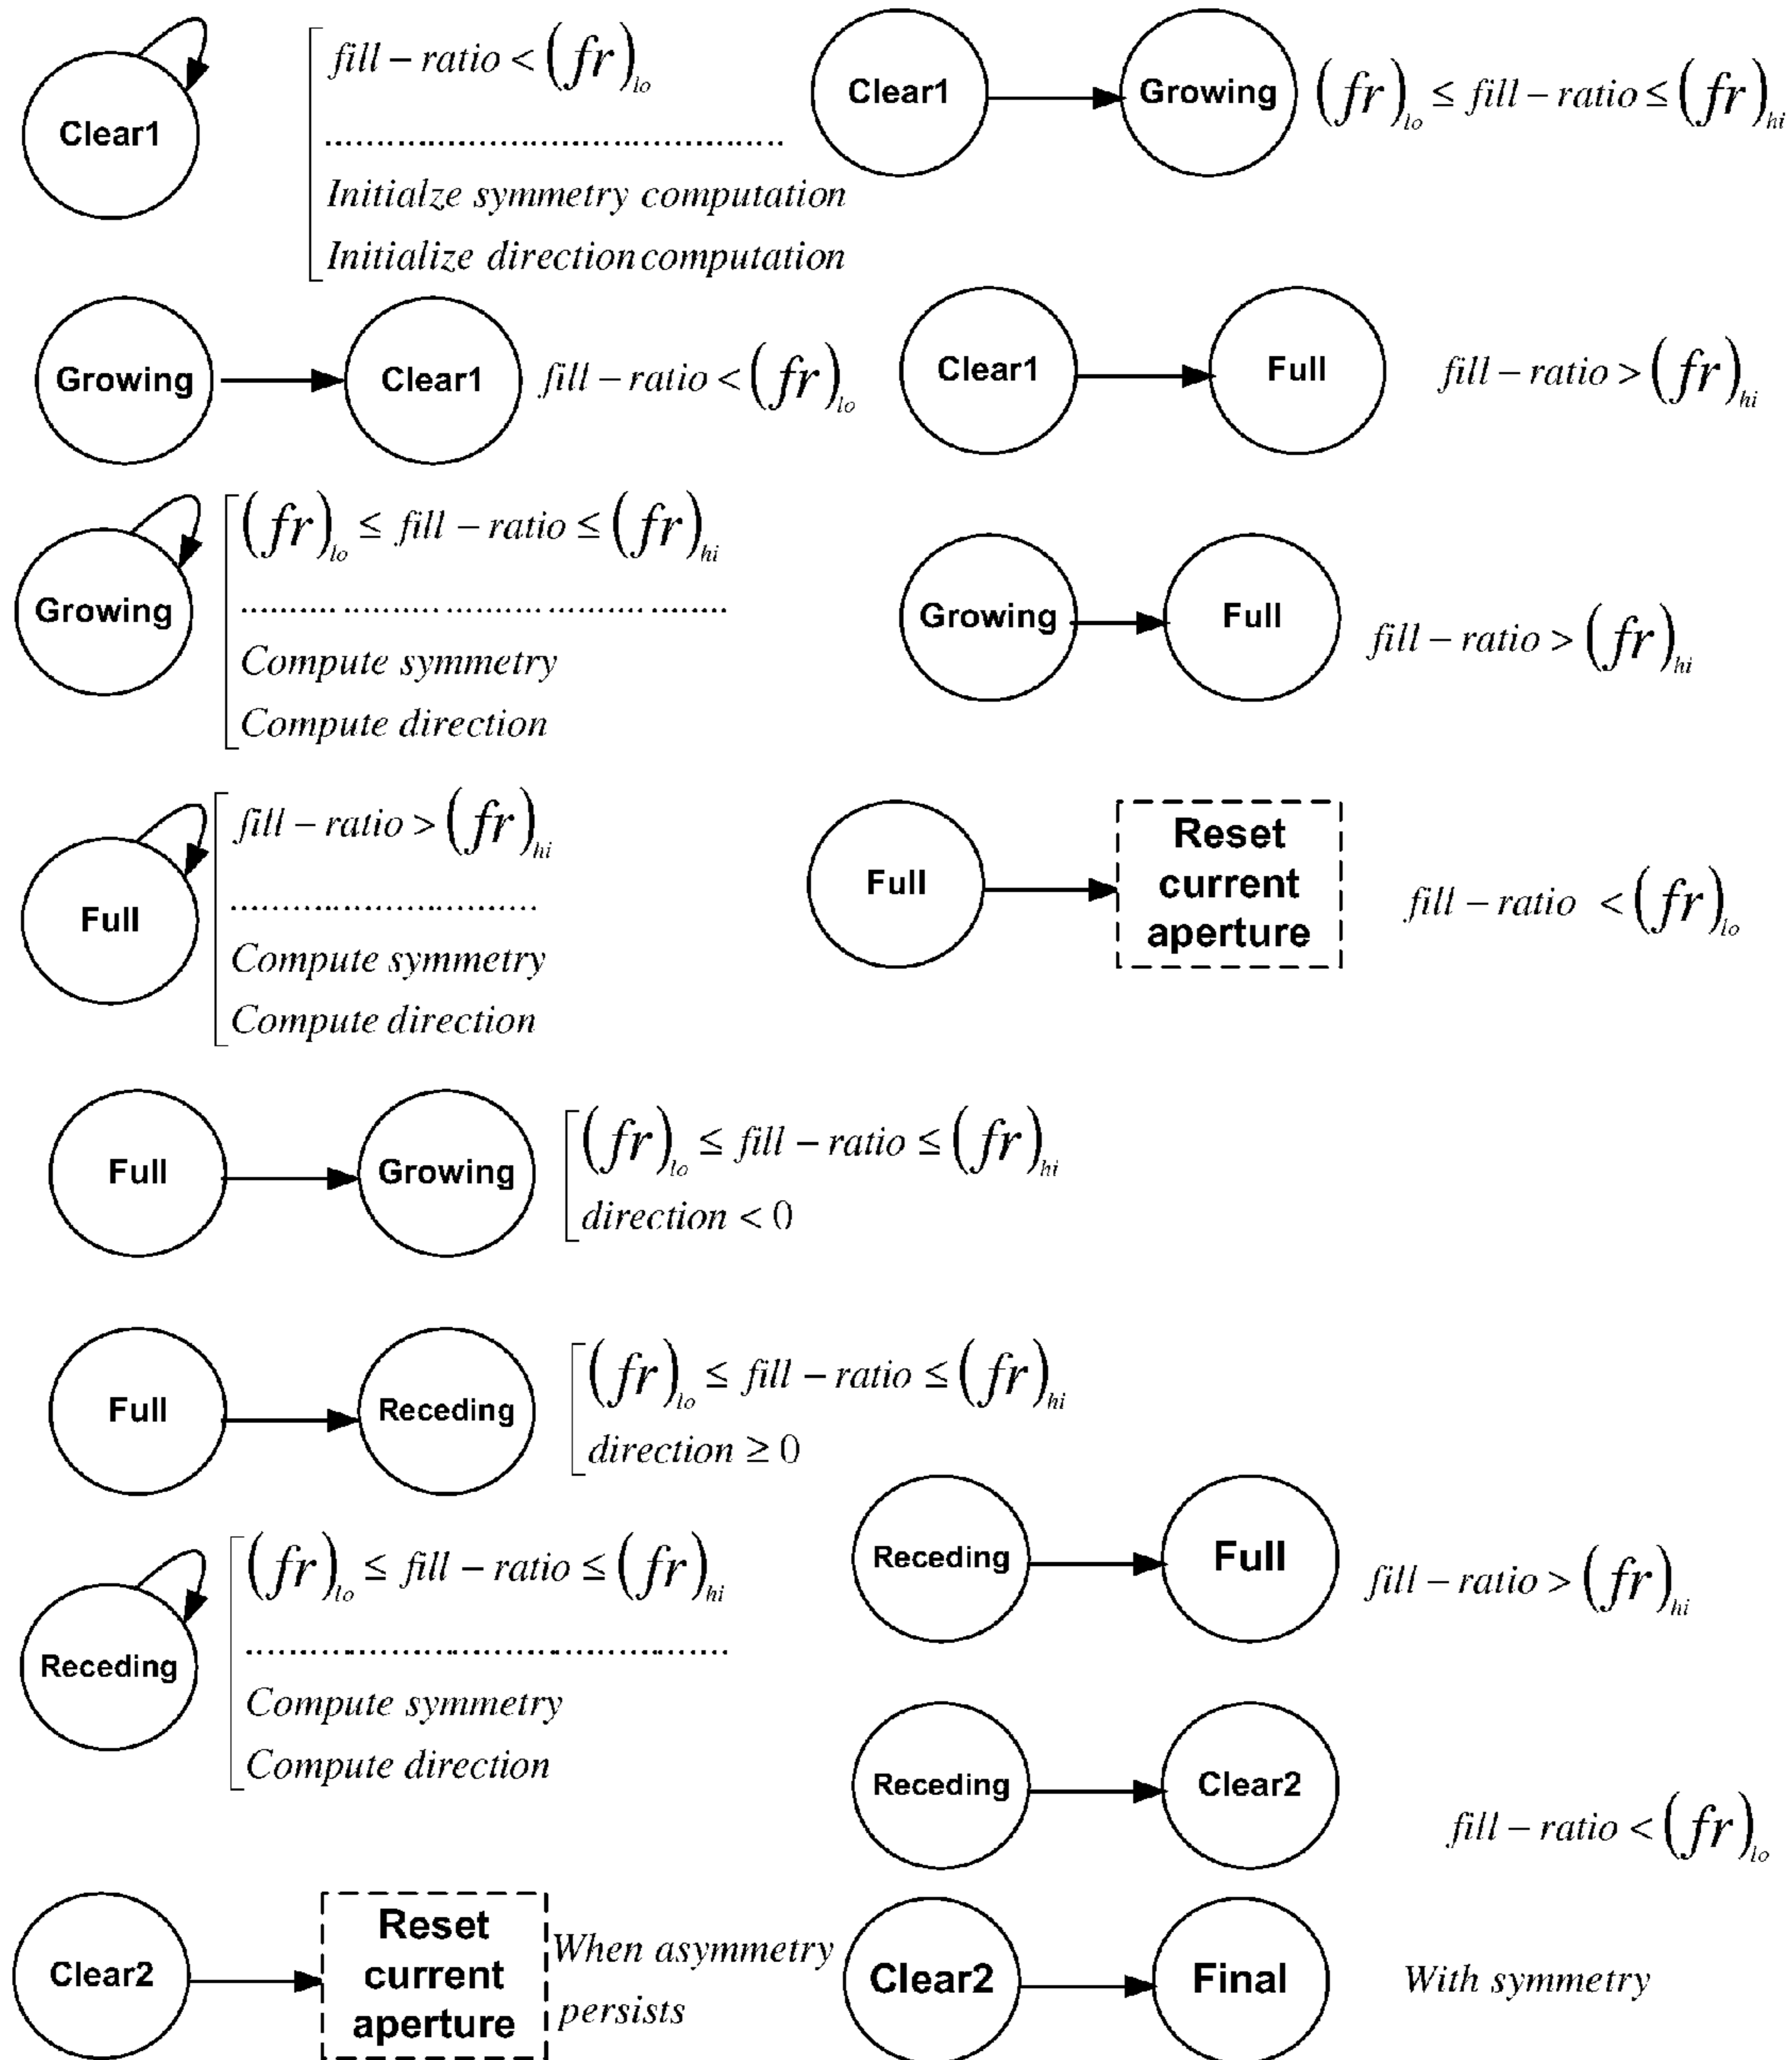 Clear1
fill – ratio < (fr)lo
..........................................
Initialze symmetry computation
Initialize direction computation
Clear1 Growing (fr)lo ≤ fill – ratio ≤ (fr)hi
Growing Clear1 fill – ratio < (fr)lo
Clear1 Full fill – ratio > (fr)hi
Growing
(fr)lo ≤ fill – ratio ≤ (fr)hi
..........................................
Compute symmetry
Compute direction
Growing Full fill – ratio > (fr)hi
Full
fill – ratio > (fr)hi
..............................
Compute symmetry
Compute direction
Full
Reset
current
aperture
fill – ratio < (fr)lo
Full Growing
(fr)lo ≤ fill – ratio ≤ (fr)hi
direction < 0
Full Receding
(fr)lo ≤ fill – ratio ≤ (fr)hi
direction ≥ 0
Receding
(fr)lo ≤ fill – ratio ≤ (fr)hi
..........................................
Compute symmetry
Compute direction
Receding Full fill – ratio > (fr)hi
Receding Clear2 fill – ratio < (fr)lo
Clear2
Reset
current
aperture
When asymmetry
persists
Clear2 Final With symmetry